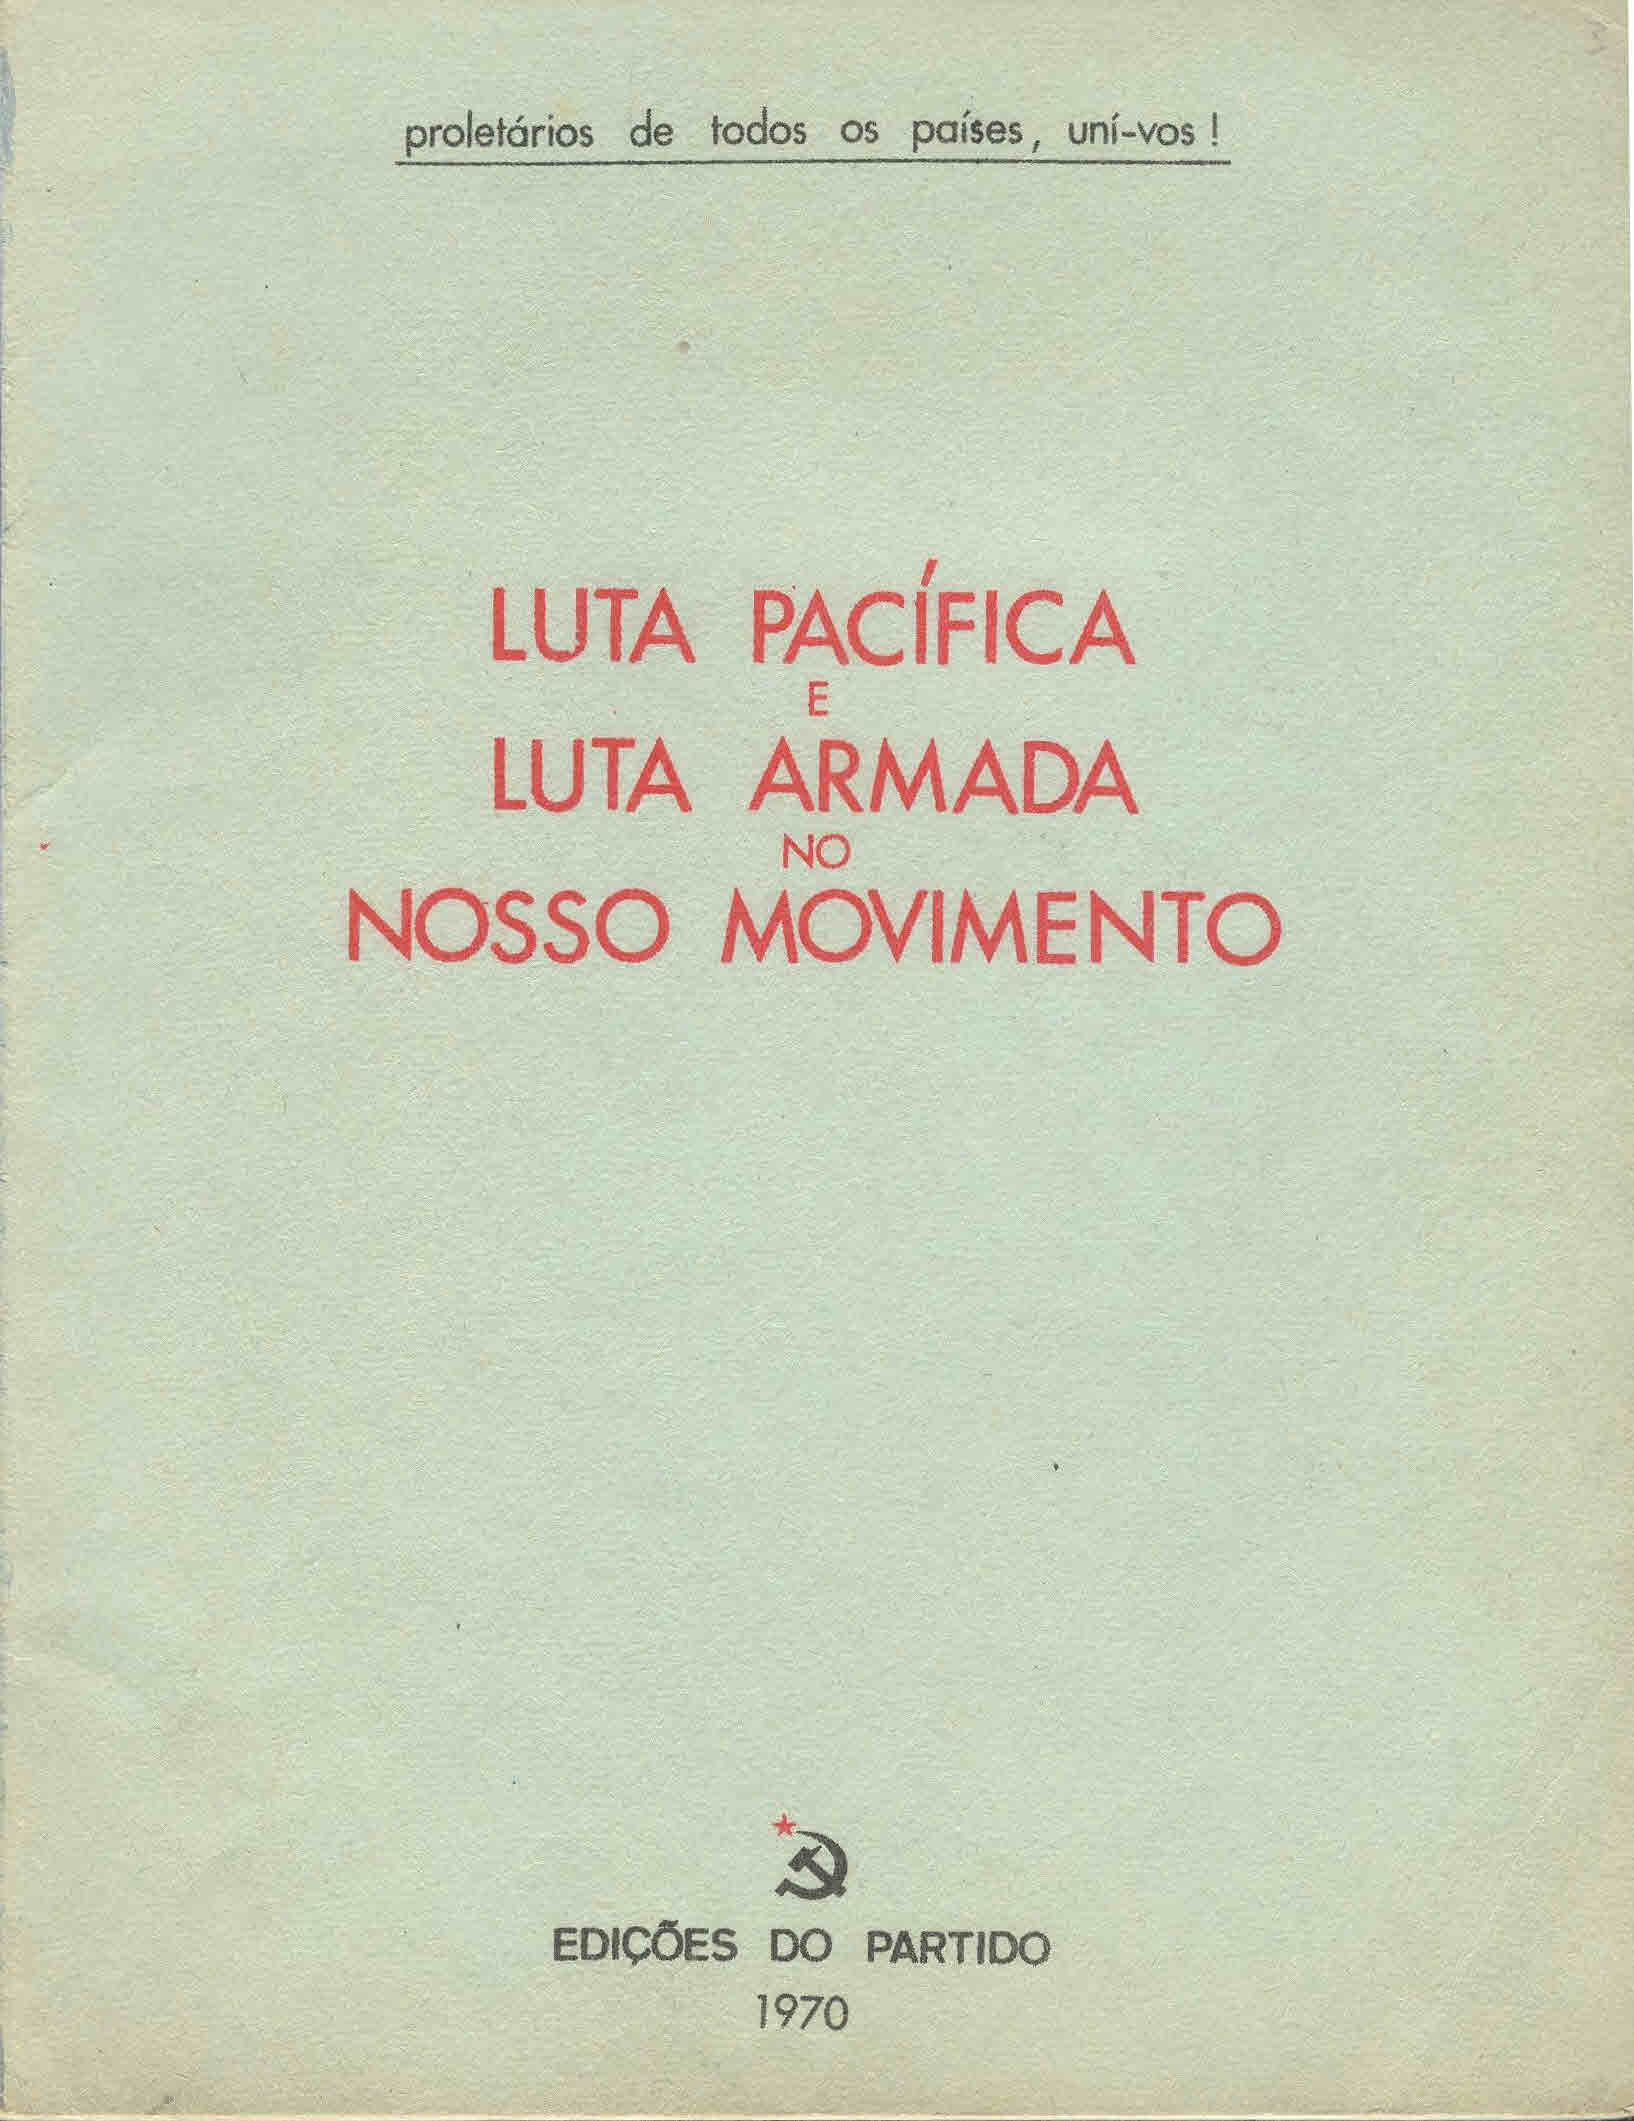 proletários de todos os países, uní-vos!
LUTA PACÍFICA
E
LUTA ARMADA
NO
NOSSO MOVIMENTO
EDIÇÕES DO PARTIDO
1970